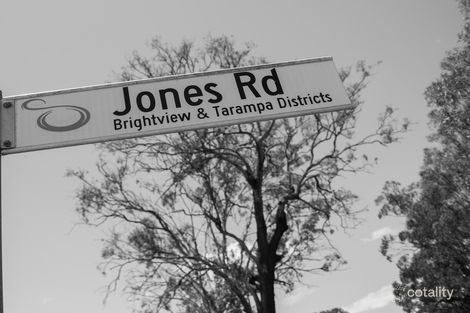 Jones Rd
Brightview & Tarampa Districts
cotality